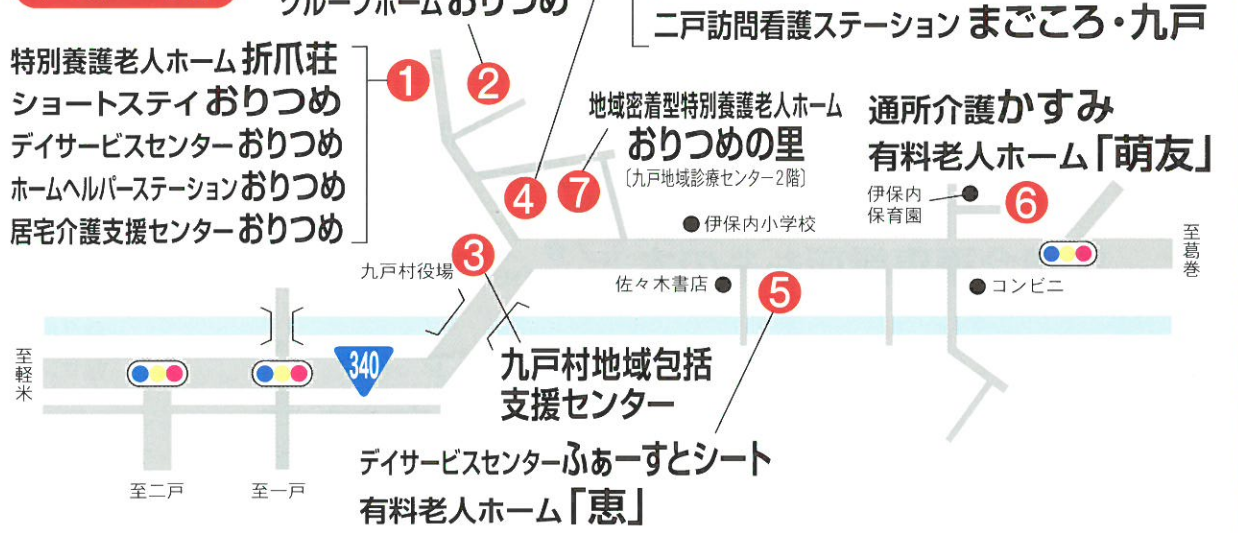 グループホームおりつめ
二戸訪問看護ステーション まごころ・九戸
特別養護老人ホーム 折爪荘
ショートステイ おりつめ
デイサービスセンター おりつめ
ホームヘルパーステーション おりつめ
居宅介護支援センター おりつめ
1
2
地域密着型特別養護老人ホーム
おりつめの里
〔九戸地域診療センター2階〕
4
7
通所介護かすみ
有料老人ホーム「萌友」
伊保内
保育園
6
伊保内小学校
至葛巻
九戸村役場
3
佐々木書店
5
コンビニ
至軽米
340
九戸村地域包括
支援センター
デイサービスセンターふぁーすとシート
有料老人ホーム「恵」
至二戸
至一戸